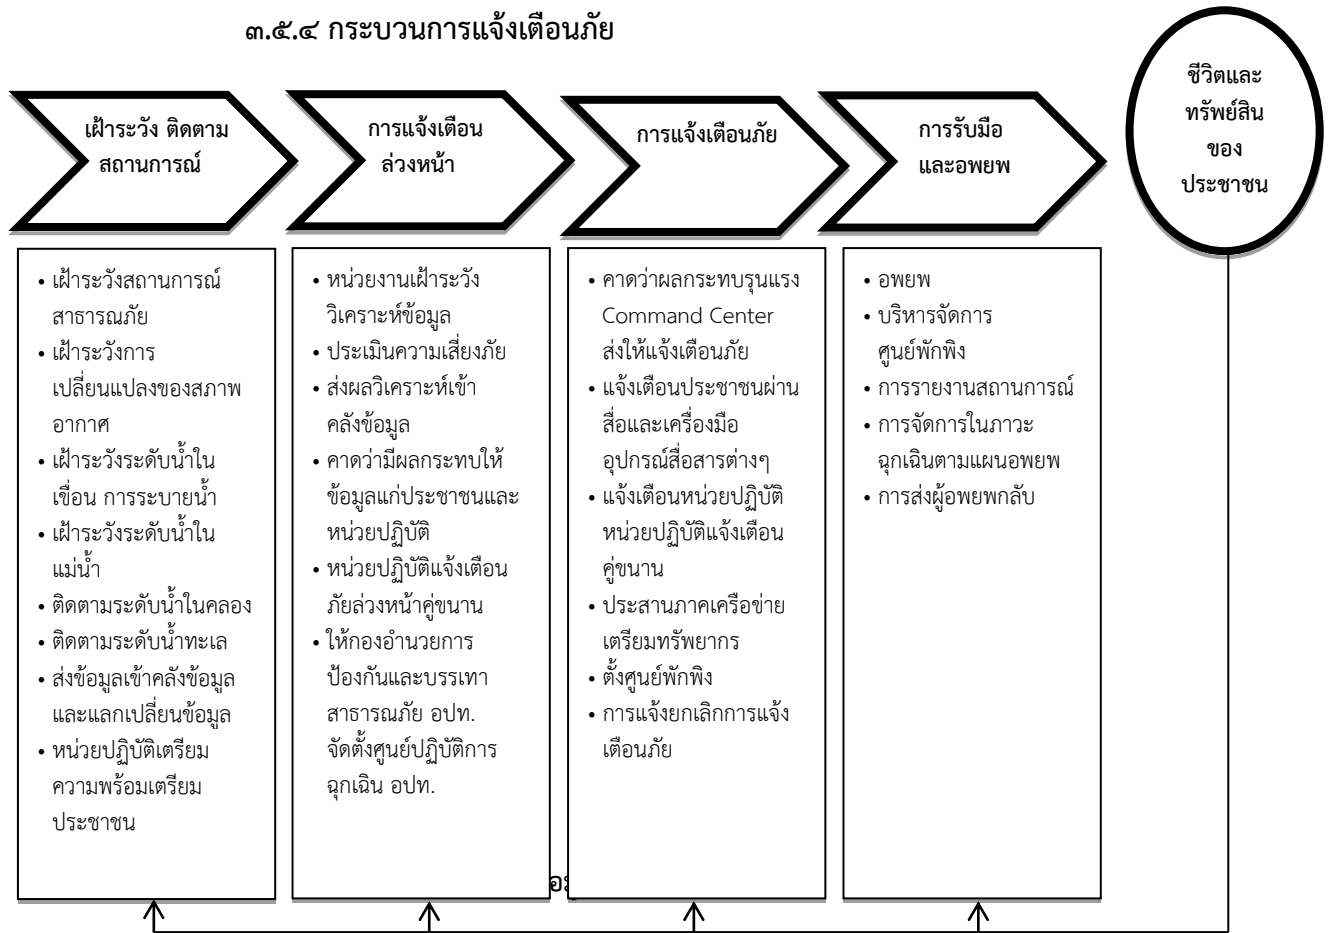 ๓.๕.๔ กระบวนการแจ้งเตือนภัย
เฝ้าระวัง ติดตาม
สถานการณ์
การแจ้งเตือน
ล่วงหน้า
การแจ้งเตือนภัย
การรับมือ
และอพยพ
ชีวิตและ
ทรัพย์สิน
ของ
ประชาชน
• เฝ้าระวังสถานการณ์
สาธารณภัย
• เฝ้าระวังการ
เปลี่ยนแปลงของสภาพ
อากาศ
• เฝ้าระวังระดับน้ำใน
เขื่อน การระบายน้ำ
• เฝ้าระวังระดับน้ำใน
แม่น้ำ
• ติดตามระดับน้ำในคลอง
• ติดตามระดับน้ำทะเล
• ส่งข้อมูลเข้าคลังข้อมูล
และแลกเปลี่ยนข้อมูล
• หน่วยปฏิบัติเตรียม
ความพร้อมเตรียม
ประชาชน
• หน่วยงานเฝ้าระวัง
วิเคราะห์ข้อมูล
• ประเมินความเสี่ยงภัย
• ส่งผลวิเคราะห์เข้า
คลังข้อมูล
• คาดว่ามีผลกระทบให้
ข้อมูลแก่ประชาชนและ
หน่วยปฏิบัติ
• หน่วยปฏิบัติแจ้งเตือน
ภัยล่วงหน้าคู่ขนาน
• ให้กองอำนวยการ
ป้องกันและบรรเทา
สาธารณภัย อปท.
จัดตั้งศูนย์ปฏิบัติการ
ฉุกเฉิน อปท.
• คาดว่าผลกระทบรุนแรง
Command Center
ส่งให้แจ้งเตือนภัย
• แจ้งเตือนประชาชนผ่าน
สื่อและเครื่องมือ
อุปกรณ์สื่อสารต่างๆ
• แจ้งเตือนหน่วยปฏิบัติ
หน่วยปฏิบัติแจ้งเตือน
คู่ขนาน
• ประสานภาคเครือข่าย
เตรียมทรัพยากร
• ตั้งศูนย์พักพิง
• การแจ้งยกเลิกการแจ้ง
เตือนภัย
• อพยพ
• บริหารจัดการ
ศูนย์พักพิง
• การรายงานสถานการณ์
• การจัดการในภาวะ
ฉุกเฉินตามแผนอพยพ
• การส่งผู้อพยพกลับ